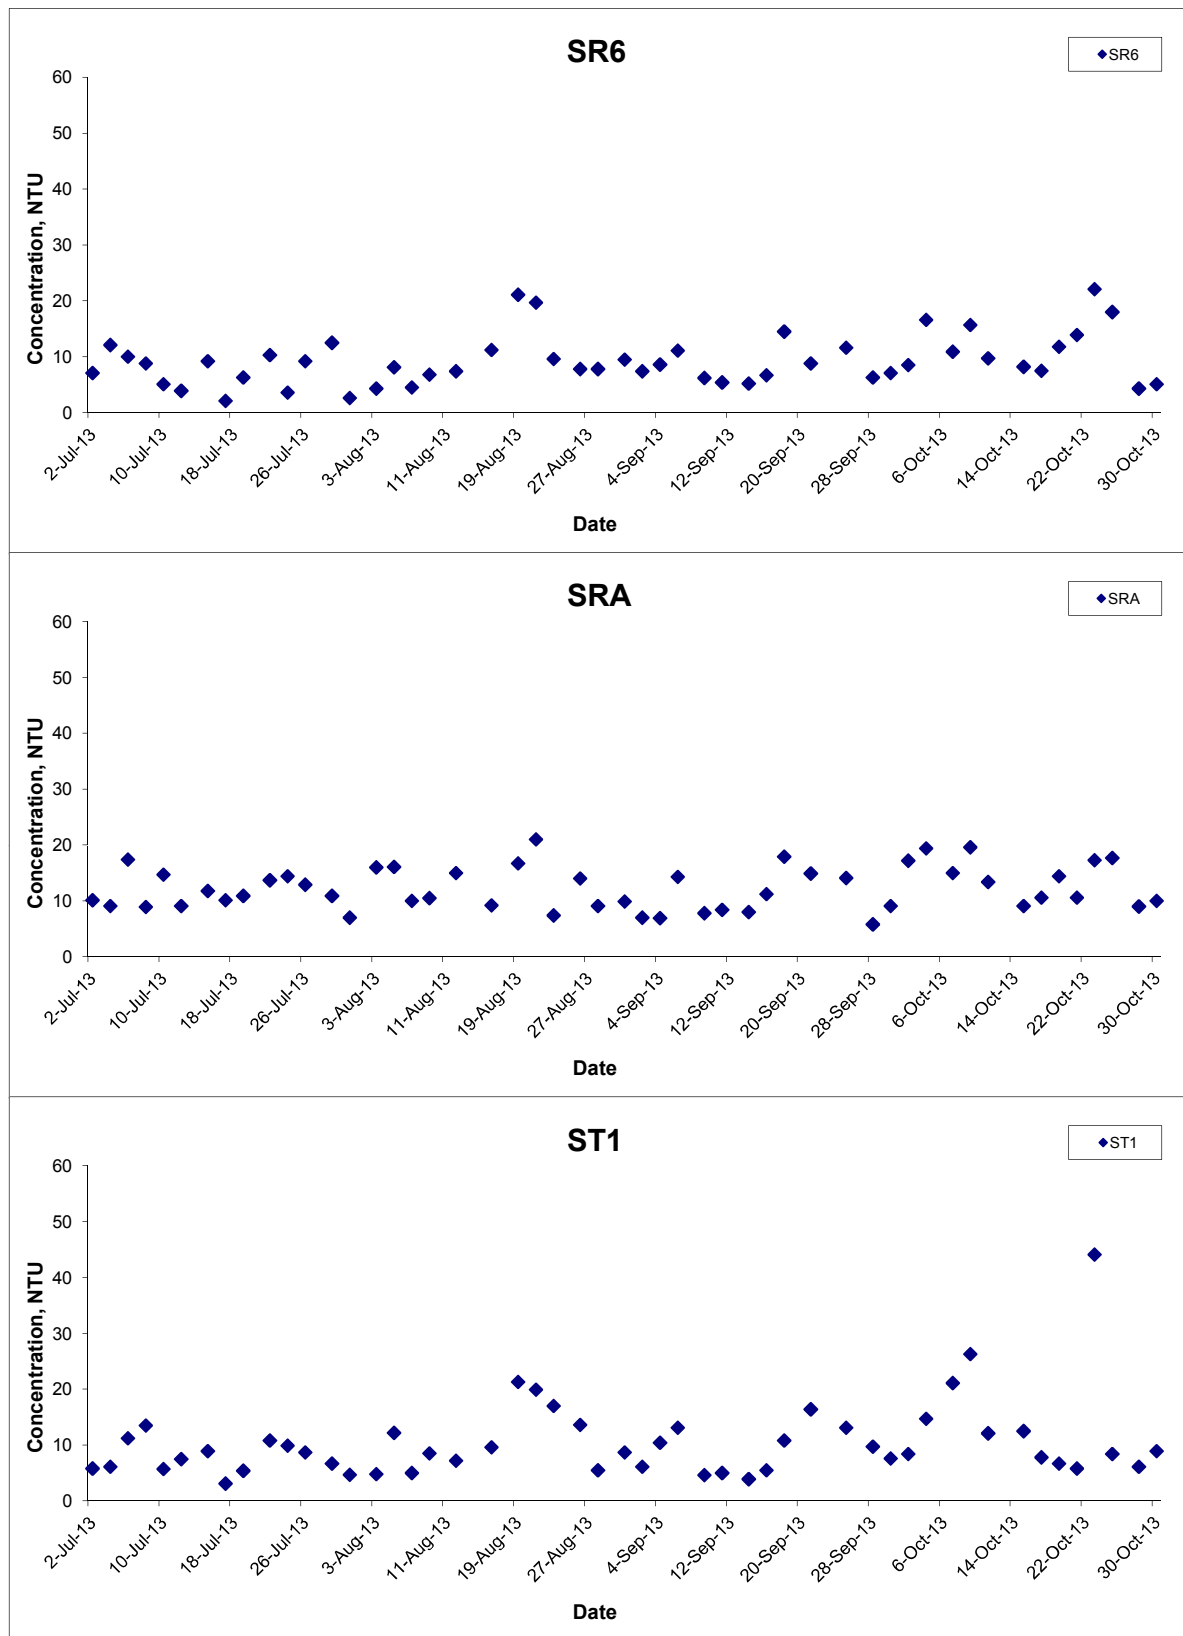 SR6
SR6
Concentration, NTU
60
50
40
30
20
10
0
2-Jul-13
10-Jul-13
18-Jul-13
26-Jul-13
3-Aug-13
11-Aug-13
19-Aug-13
27-Aug-13
4-Sep-13
12-Sep-13
20-Sep-13
28-Sep-13
6-Oct-13
14-Oct-13
22-Oct-13
30-Oct-13
Date
SRA
SRA
Concentration, NTU
60
50
40
30
20
10
0
2-Jul-13
10-Jul-13
18-Jul-13
26-Jul-13
3-Aug-13
11-Aug-13
19-Aug-13
27-Aug-13
4-Sep-13
12-Sep-13
20-Sep-13
28-Sep-13
6-Oct-13
14-Oct-13
22-Oct-13
30-Oct-13
Date
ST1
ST1
Concentration, NTU
60
50
40
30
20
10
0
2-Jul-13
10-Jul-13
18-Jul-13
26-Jul-13
3-Aug-13
11-Aug-13
19-Aug-13
27-Aug-13
4-Sep-13
12-Sep-13
20-Sep-13
28-Sep-13
6-Oct-13
14-Oct-13
22-Oct-13
30-Oct-13
Date